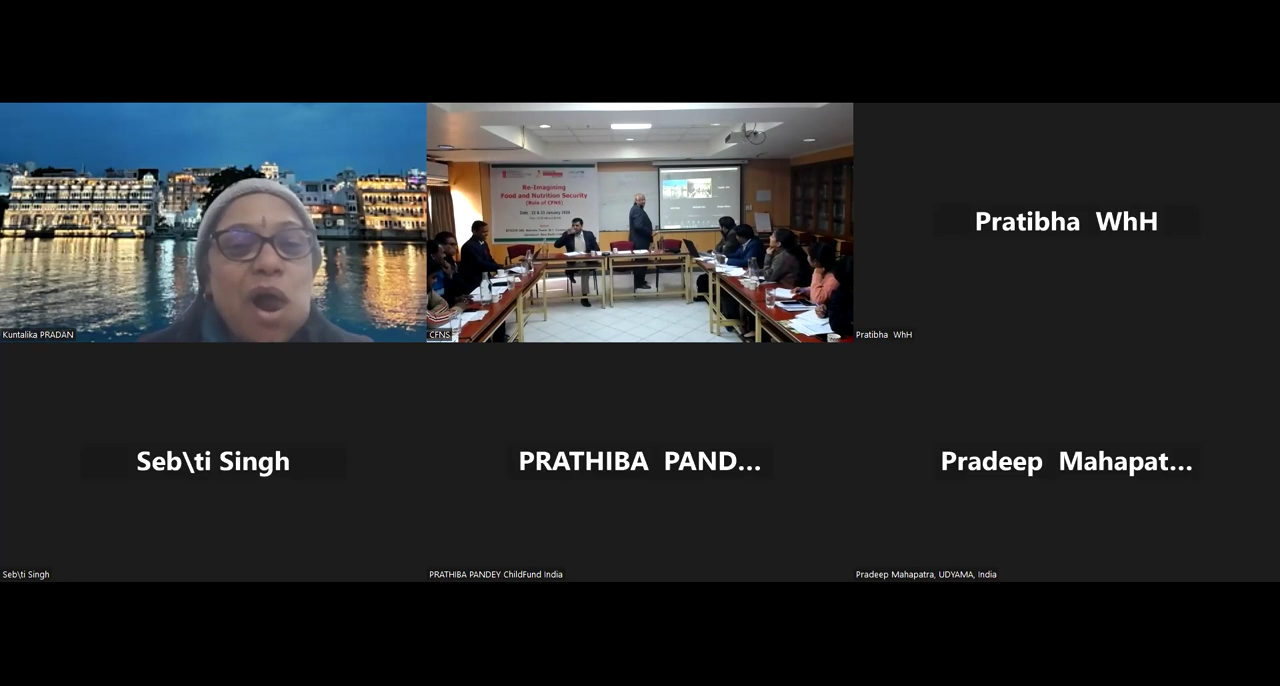 Re-Imagining
Food and Nutrition Security
(Role of CFNS)
Kuntalika PRADAN
CFNS
Pratibha WhH
Pratibha WhH
Seb\ti Singh
PRATHIBA PAND...
Pradeep Mahapat...
Seb\ti Singh
PRATHIBA PANDEY ChildFund India
Pradeep Mahapatra, UDYAMA, India